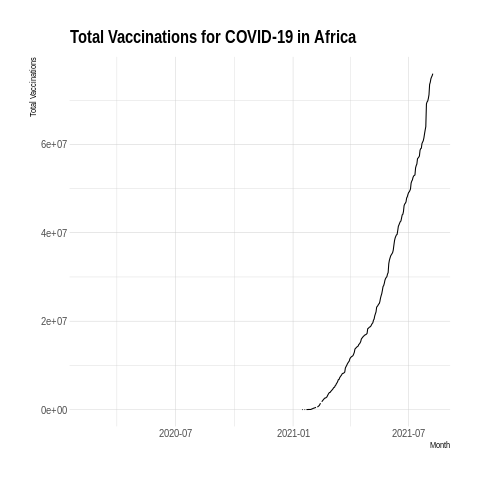 Total Vaccinations for COVID-19 in Africa
Total Vaccinations
6e+07
4e+07
2e+07
0e+00
2020-07 2021-01 2021-07
Month